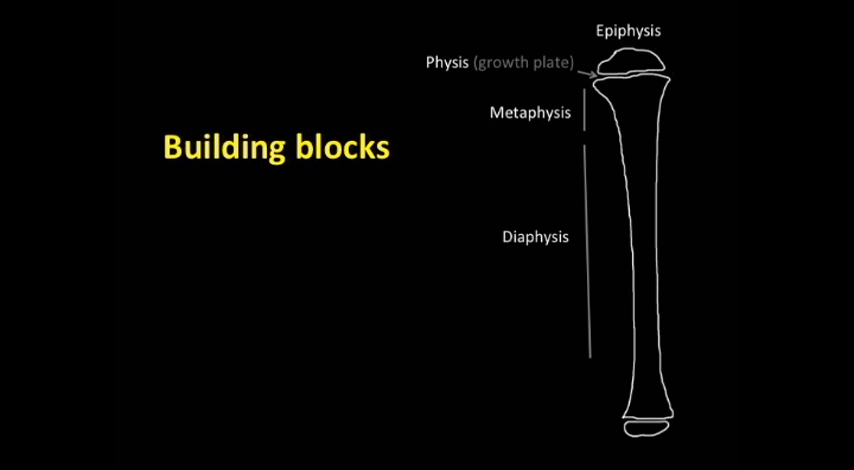 Epiphysis
Physis (growth plate)
Metaphysis
Building blocks
Diaphysis